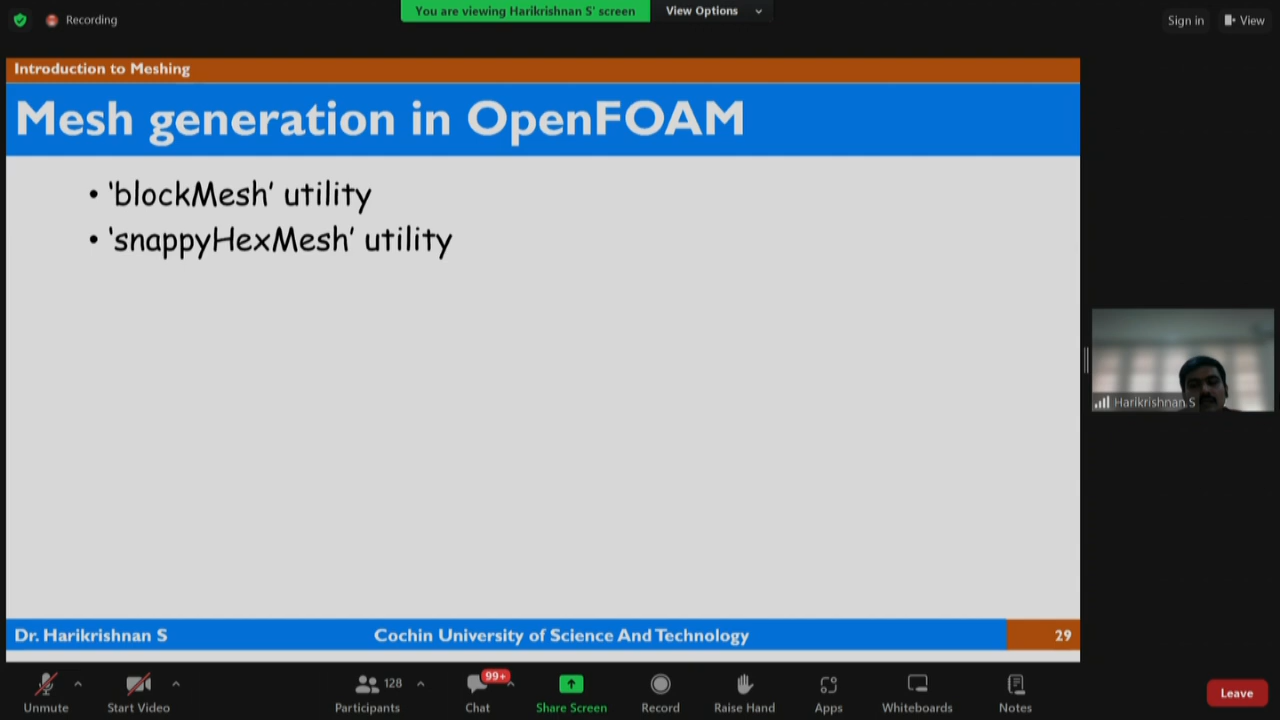 Recording
You are viewing Harikrishnan S' screen
View Options
Sign in
View
Introduction to Meshing
Mesh generation in OpenFOAM
• ‘blockMesh’ utility
• ‘snappyHexMesh’ utility
Harikrishnan S
Dr. Harikrishnan S
Cochin University of Science And Technology
29
Unmute
Start Video
128
Participants
99+
Chat
Share Screen
Record
Raise Hand
Apps
Whiteboards
Notes
Leave